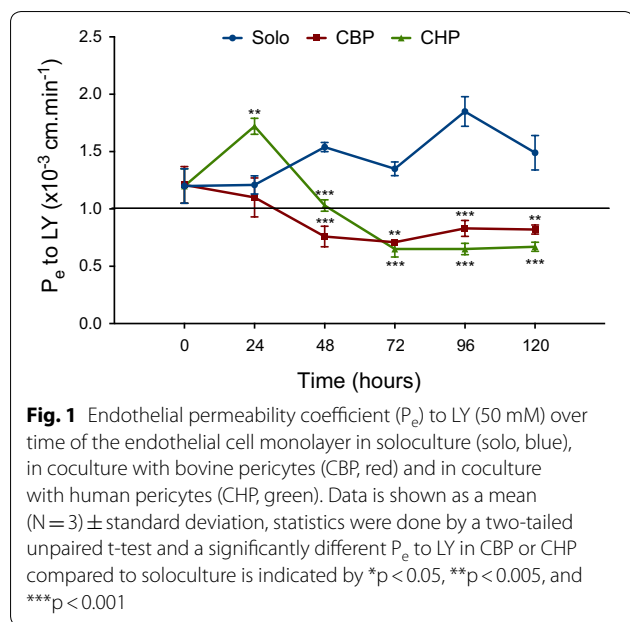 Solo CBP CHP
2.5
2.0
1.5
1.0
0.5
0.0
Pₑ to LY (x10⁻³ cm.min⁻¹)
**
***
***
**
***
***
***
**
***
0 24 48 72 96 120
Time (hours)
Fig. 1 Endothelial permeability coefficient (Pₑ) to LY (50 mM) over
time of the endothelial cell monolayer in soloculture (solo, blue),
in coculture with bovine pericytes (CBP, red) and in coculture
with human pericytes (CHP, green). Data is shown as a mean
(N = 3) ± standard deviation, statistics were done by a two-tailed
unpaired t-test and a significantly different Pₑ to LY in CBP or CHP
compared to soloculture is indicated by *p < 0.05, **p < 0.005, and
***p < 0.001